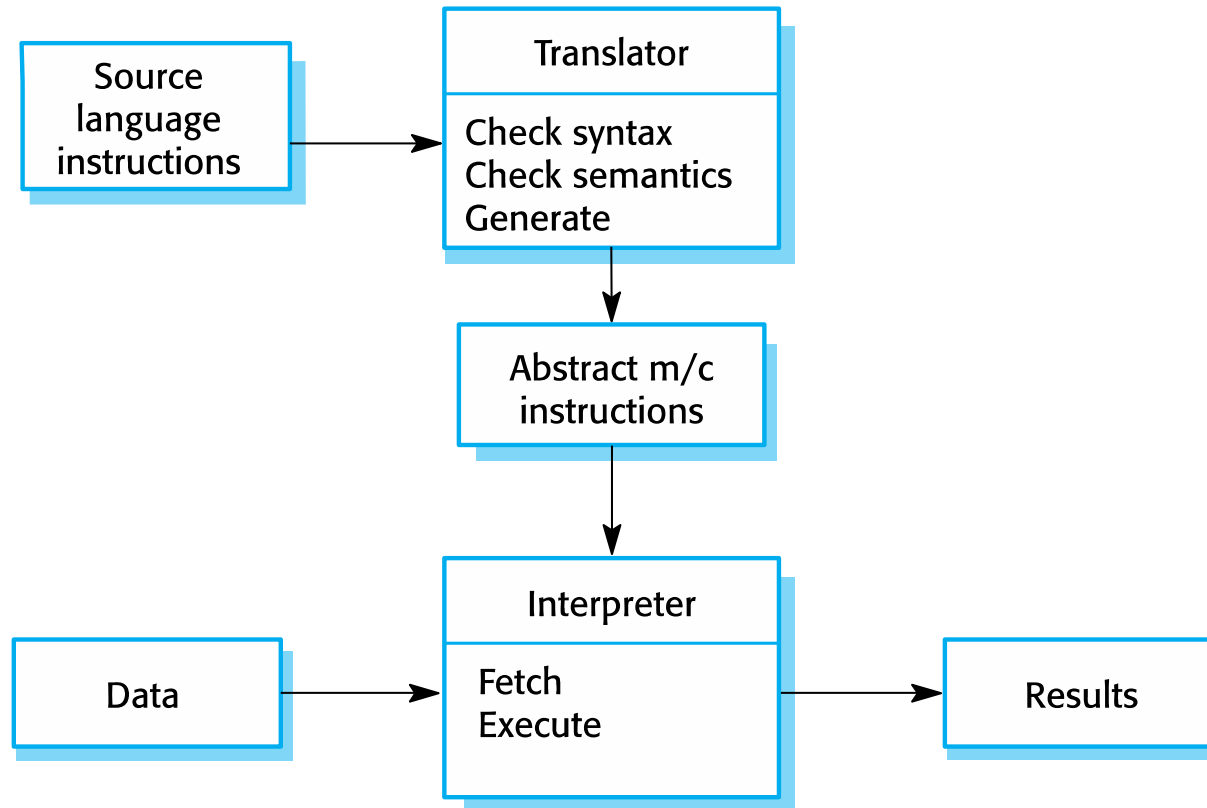 Source
language
instructions
Translator
Check syntax
Check semantics
Generate
Abstract m/c
instructions
Interpreter
Data
Fetch
Execute
Results